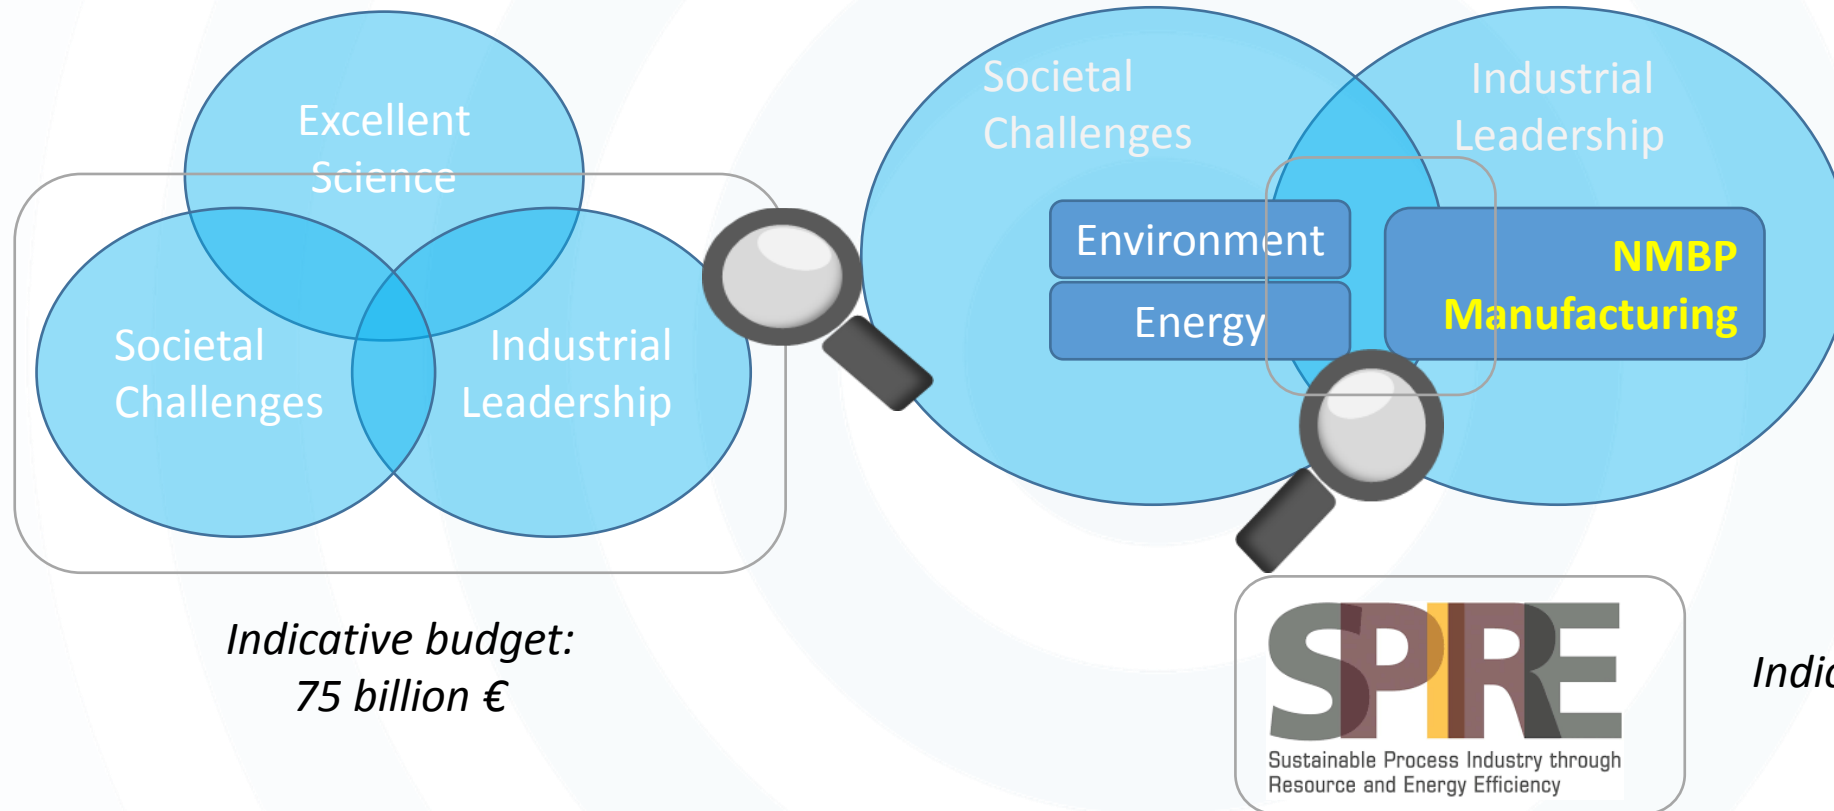 Excellent
Science
Societal
Challenges
Industrial
Leadership
Indicative budget:
75 billion €
Societal
Challenges
Industrial
Leadership
Environment
Energy
NMBP
Manufacturing
SPIRE
Sustainable Process Industry through
Resource and Energy Efficiency